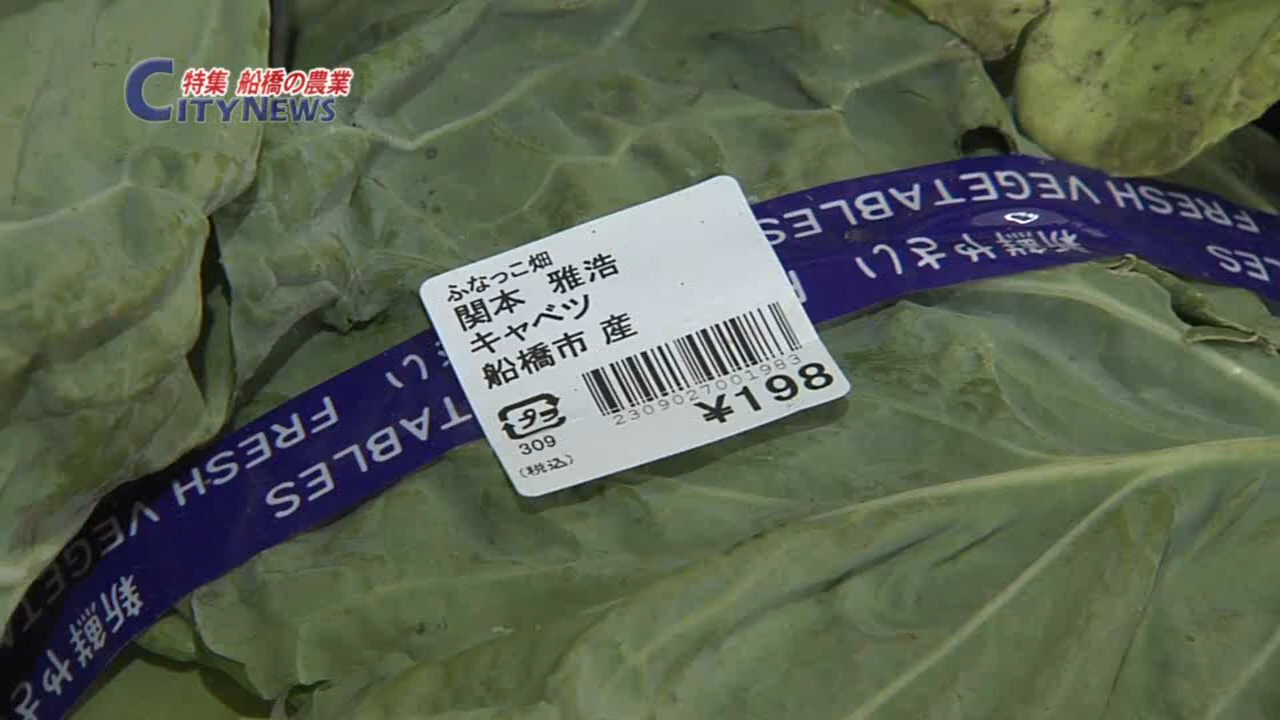 特集 船橋の農業
CITYNEWS
ふなっこ畑
関本 雅浩
キャベツ
船橋市 産
2309027001983
¥198
プラ
309
(税込)
FRESH VEGETABLES
新鮮やさい
FRESH VEGETABLES
新鮮やさい